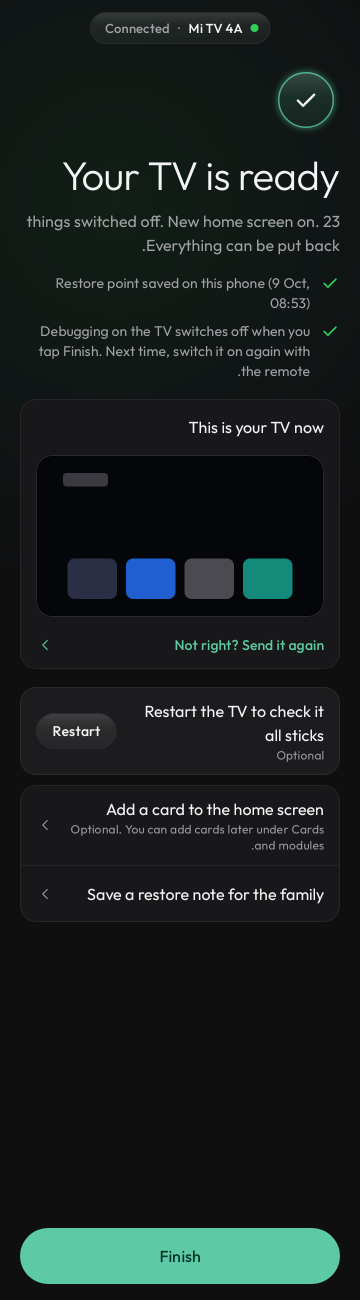 Connected · Mi TV 4A
Your TV is ready
things switched off. New home screen on. 23
.Everything can be put back
Restore point saved on this phone (9 Oct,
08:53)
Debugging on the TV switches off when you
tap Finish. Next time, switch it on again with
.the remote
This is your TV now
Not right? Send it again
Restart the TV to check it
all sticks
Optional
Restart
Add a card to the home screen
Optional. You can add cards later under Cards
.and modules
Save a restore note for the family
Finish